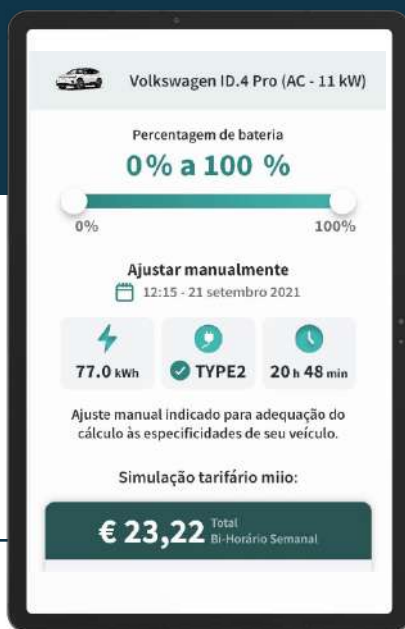 Volkswagen ID.4 Pro (AC - 11 kW)
Percentagem de bateria
0% a 100 %
0% 100%
Ajustar manualmente
12:15 - 21 setembro 2021
77.0 kWh TYPE2 20 h 48 min
Ajuste manual indicado para adequação do
cálculo às especificidades de seu veículo.
Simulação tarifário miio:
€ 23,22 Total
Bi-Horário Semanal